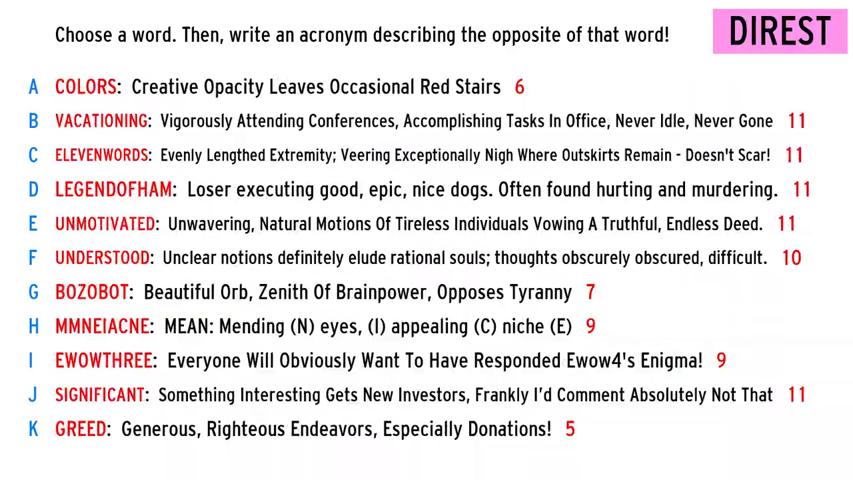 Choose a word. Then, write an acronym describing the opposite of that word!
DIREST
A COLORS: Creative Opacity Leaves Occasional Red Stairs 6
B VACATIONING: Vigorously Attending Conferences, Accomplishing Tasks In Office, Never Idle, Never Gone 11
C ELEVENWORDS: Evenly Lengthed Extremity; Veering Exceptionally Nigh Where Outskirts Remain - Doesn't Scar! 11
D LEGENDOFHAM: Loser executing good, epic, nice dogs. Often found hurting and murdering. 11
E UNMOTIVATED: Unwavering, Natural Motions Of Tireless Individuals Vowing A Truthful, Endless Deed. 11
F UNDERSTOOD: Unclear notions definitely elude rational souls; thoughts obscurely obscured, difficult. 10
G BOZOBOT: Beautiful Orb, Zenith Of Brainpower, Opposes Tyranny 7
H MMNEIACNE: MEAN: Mending (N) eyes, (I) appealing (C) niche (E) 9
I EWOWTHREE: Everyone Will Obviously Want To Have Responded Ewow4's Enigma! 9
J SIGNIFICANT: Something Interesting Gets New Investors, Frankly I'd Comment Absolutely Not That 11
K GREED: Generous, Righteous Endeavors, Especially Donations! 5